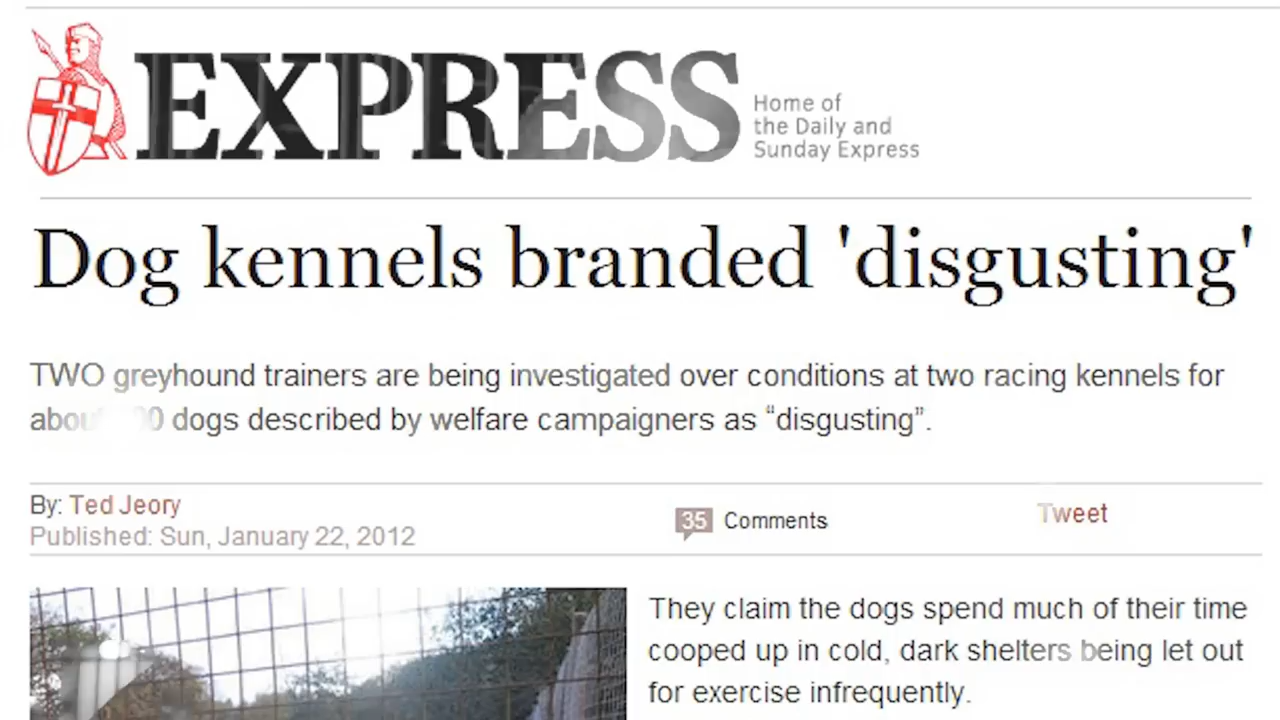 EXPRESS
Home of
the Daily and
Sunday Express
Dog kennels branded 'disgusting'
TWO greyhound trainers are being investigated over conditions at two racing kennels for
about dogs described by welfare campaigners as “disgusting”.
By: Ted Jeory
Published: Sun, January 22, 2012
35 Comments
Tweet
They claim the dogs spend much of their time
cooped up in cold, dark shelters being let out
for exercise infrequently.